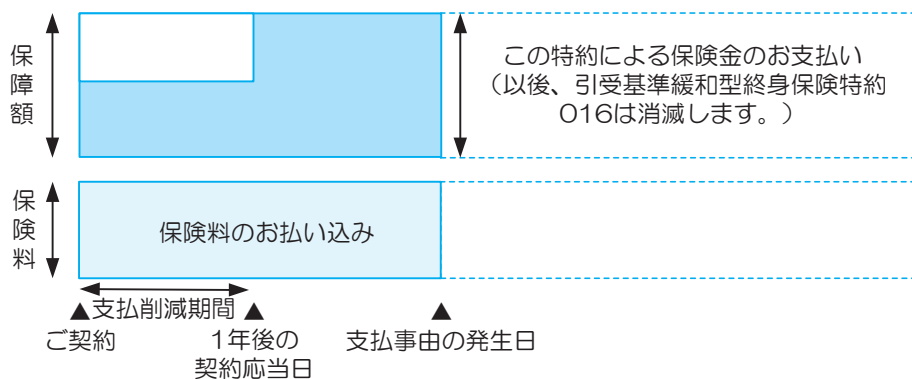 保障額
この特約による保険金のお支払い
（以後、引受基準緩和型終身保険特約
016は消滅します。）
保険料
保険料のお払い込み
▲支払削減期間▲
▲
ご契約
1年後の
契約応当日
支払事由の発生日